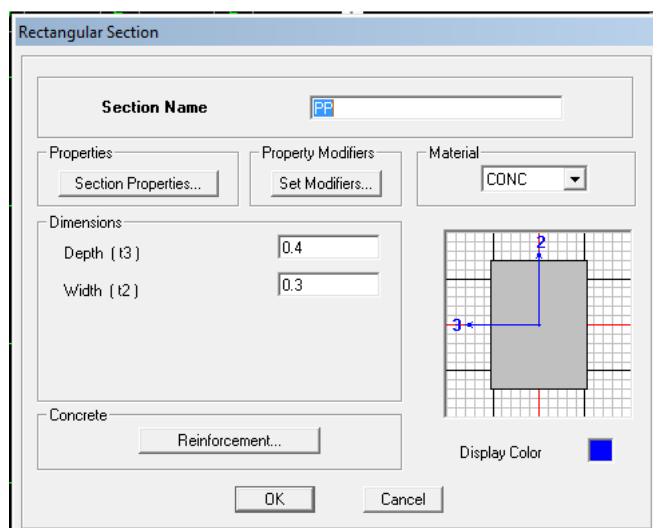 Rectangular Section
Section Name PP
Properties Property Modifiers Material
Section Properties... Set Modifiers... CONC
Dimensions
Depth ( t3 ) 0.4
Width ( t2 ) 0.3
2
3
Concrete
Reinforcement...
Display Color
OK Cancel